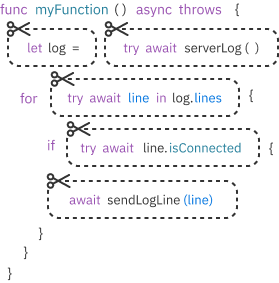 func myFunction () async throws {
let log = try await serverLog ( )
for try await line in log.lines {
if try await line.isConnected {
await sendLogLine (line)
}
}
}